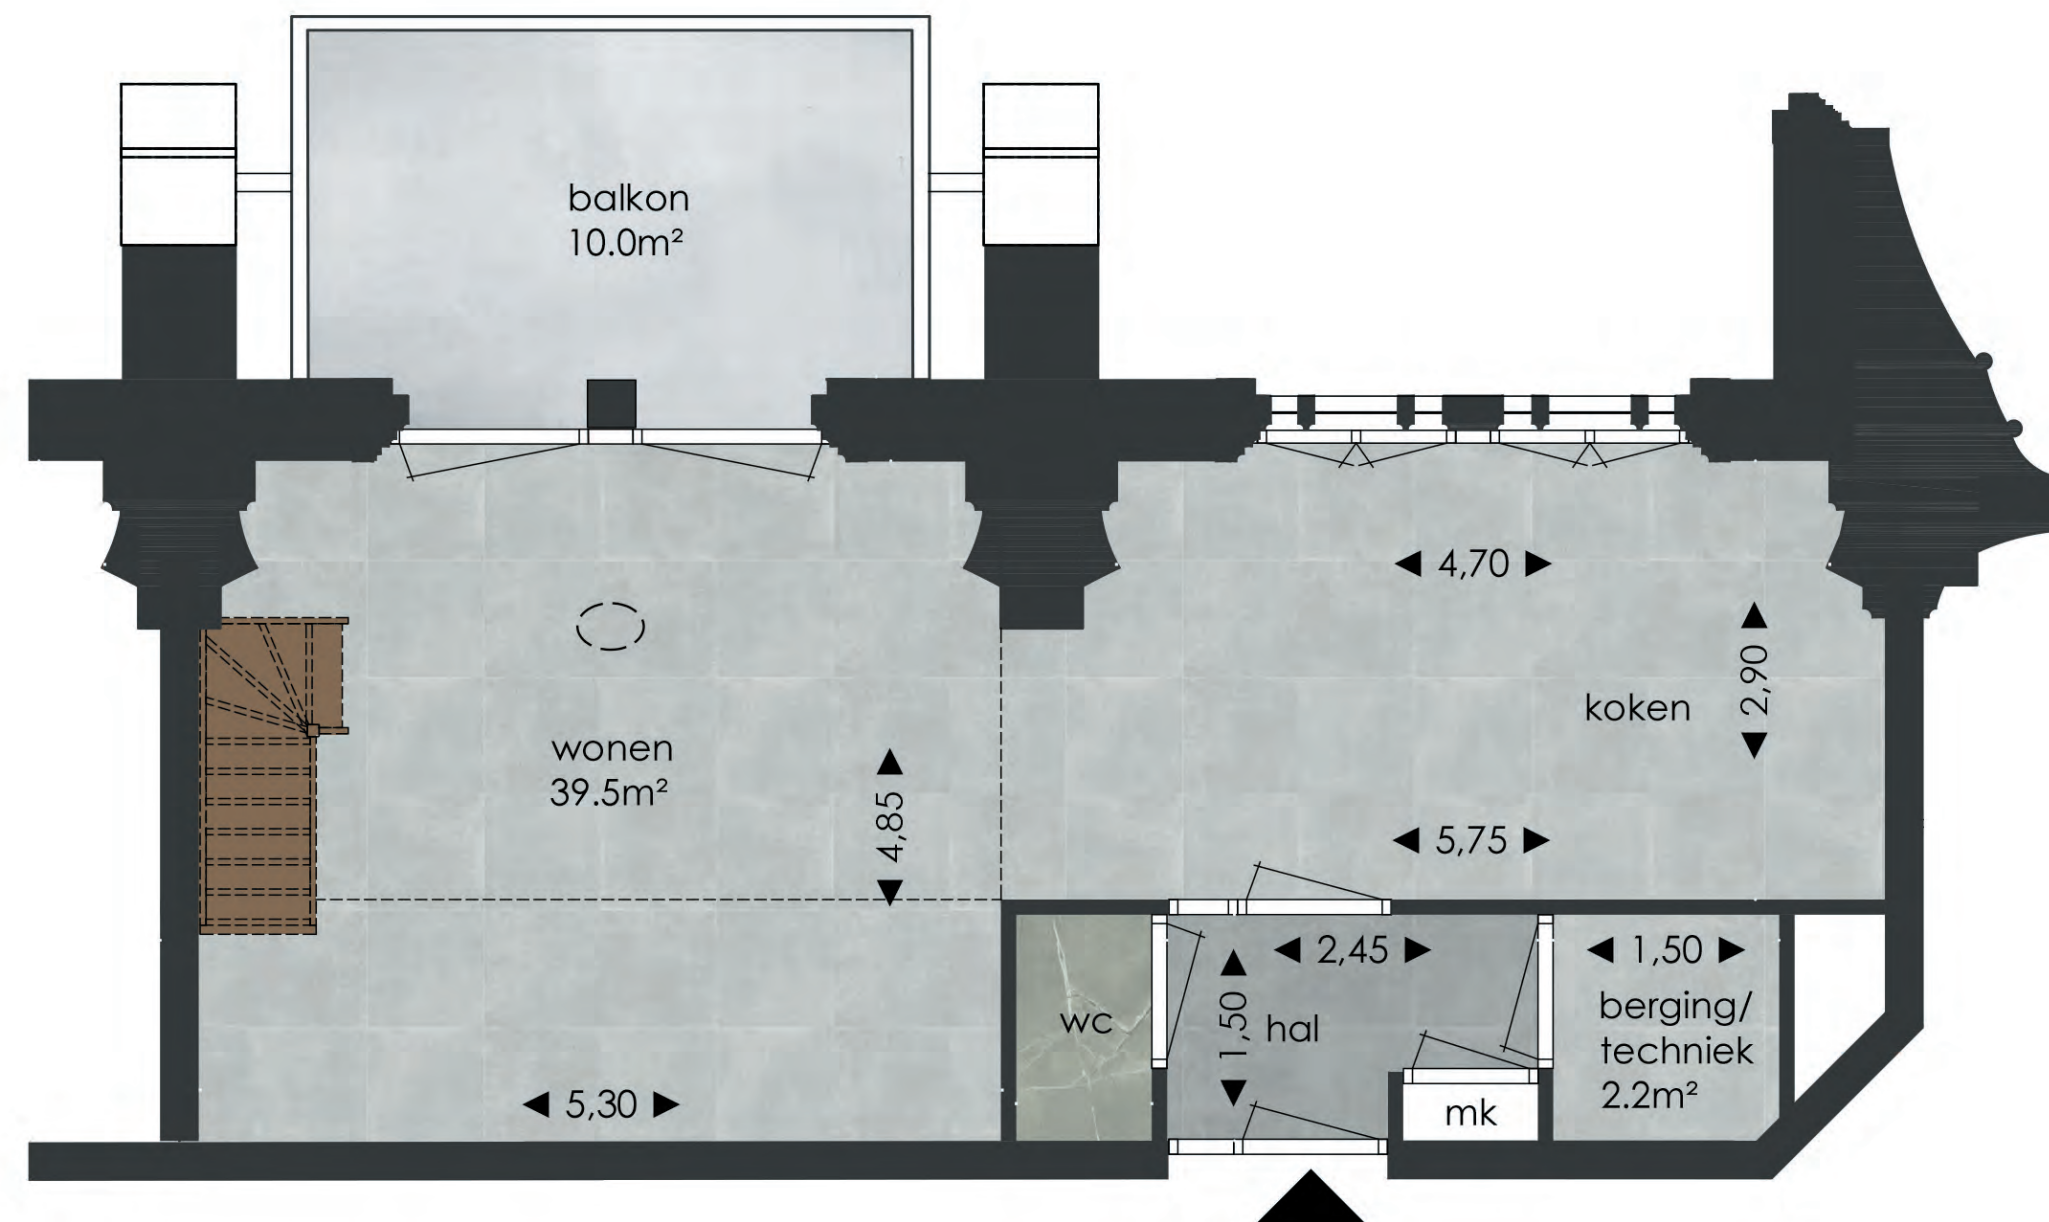 balkon
10.0m²
4,70
2,90
koken
wonen
39.5m²
4,85
5,75
2,45
1,50
berging/
techniek
2.2m²
wc
1,50
hal
5,30
mk